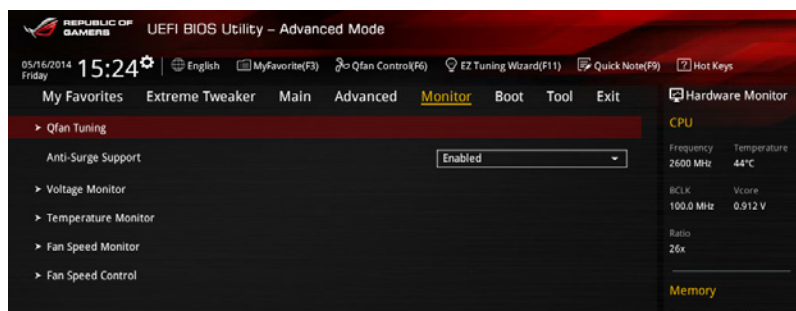 REPUBLIC OF
GAMERS
UEFI BIOS Utility – Advanced Mode
05/16/2014
Friday
15:24
English
MyFavorite(F3)
Qfan Control(F6)
EZ Tuning Wizard(F11)
Quick Note(F9)
? Hot Keys
My Favorites
Extreme Tweaker
Main
Advanced
Monitor
Boot
Tool
Exit
> Qfan Tuning
Anti-Surge Support
Enabled
> Voltage Monitor
> Temperature Monitor
> Fan Speed Monitor
> Fan Speed Control
Hardware Monitor
CPU
Frequency Temperature
2600 MHz 44°C
BCLK Vcore
100.0 MHz 0.912 V
Ratio
26x
Memory